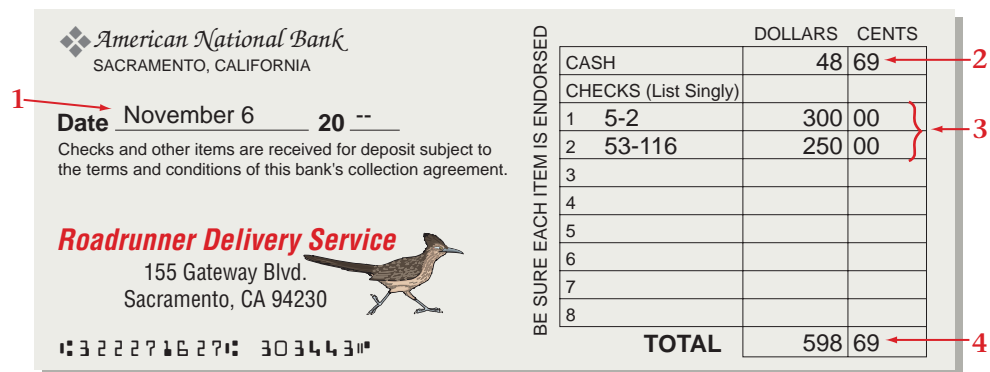 American National Bank
SACRAMENTO, CALIFORNIA
1
Date November 6 20 --
Checks and other items are received for deposit subject to
the terms and conditions of this bank's collection agreement.
Roadrunner Delivery Service
155 Gateway Blvd.
Sacramento, CA 94230
⑆322271627⑆ 303443⑈
BE SURE EACH ITEM IS ENDORSED
DOLLARS CENTS
CASH 48 69 2
CHECKS (List Singly)
1 5-2 300 00
3
2 53-116 250 00
3
4
5
6
7
8
TOTAL 598 69 4